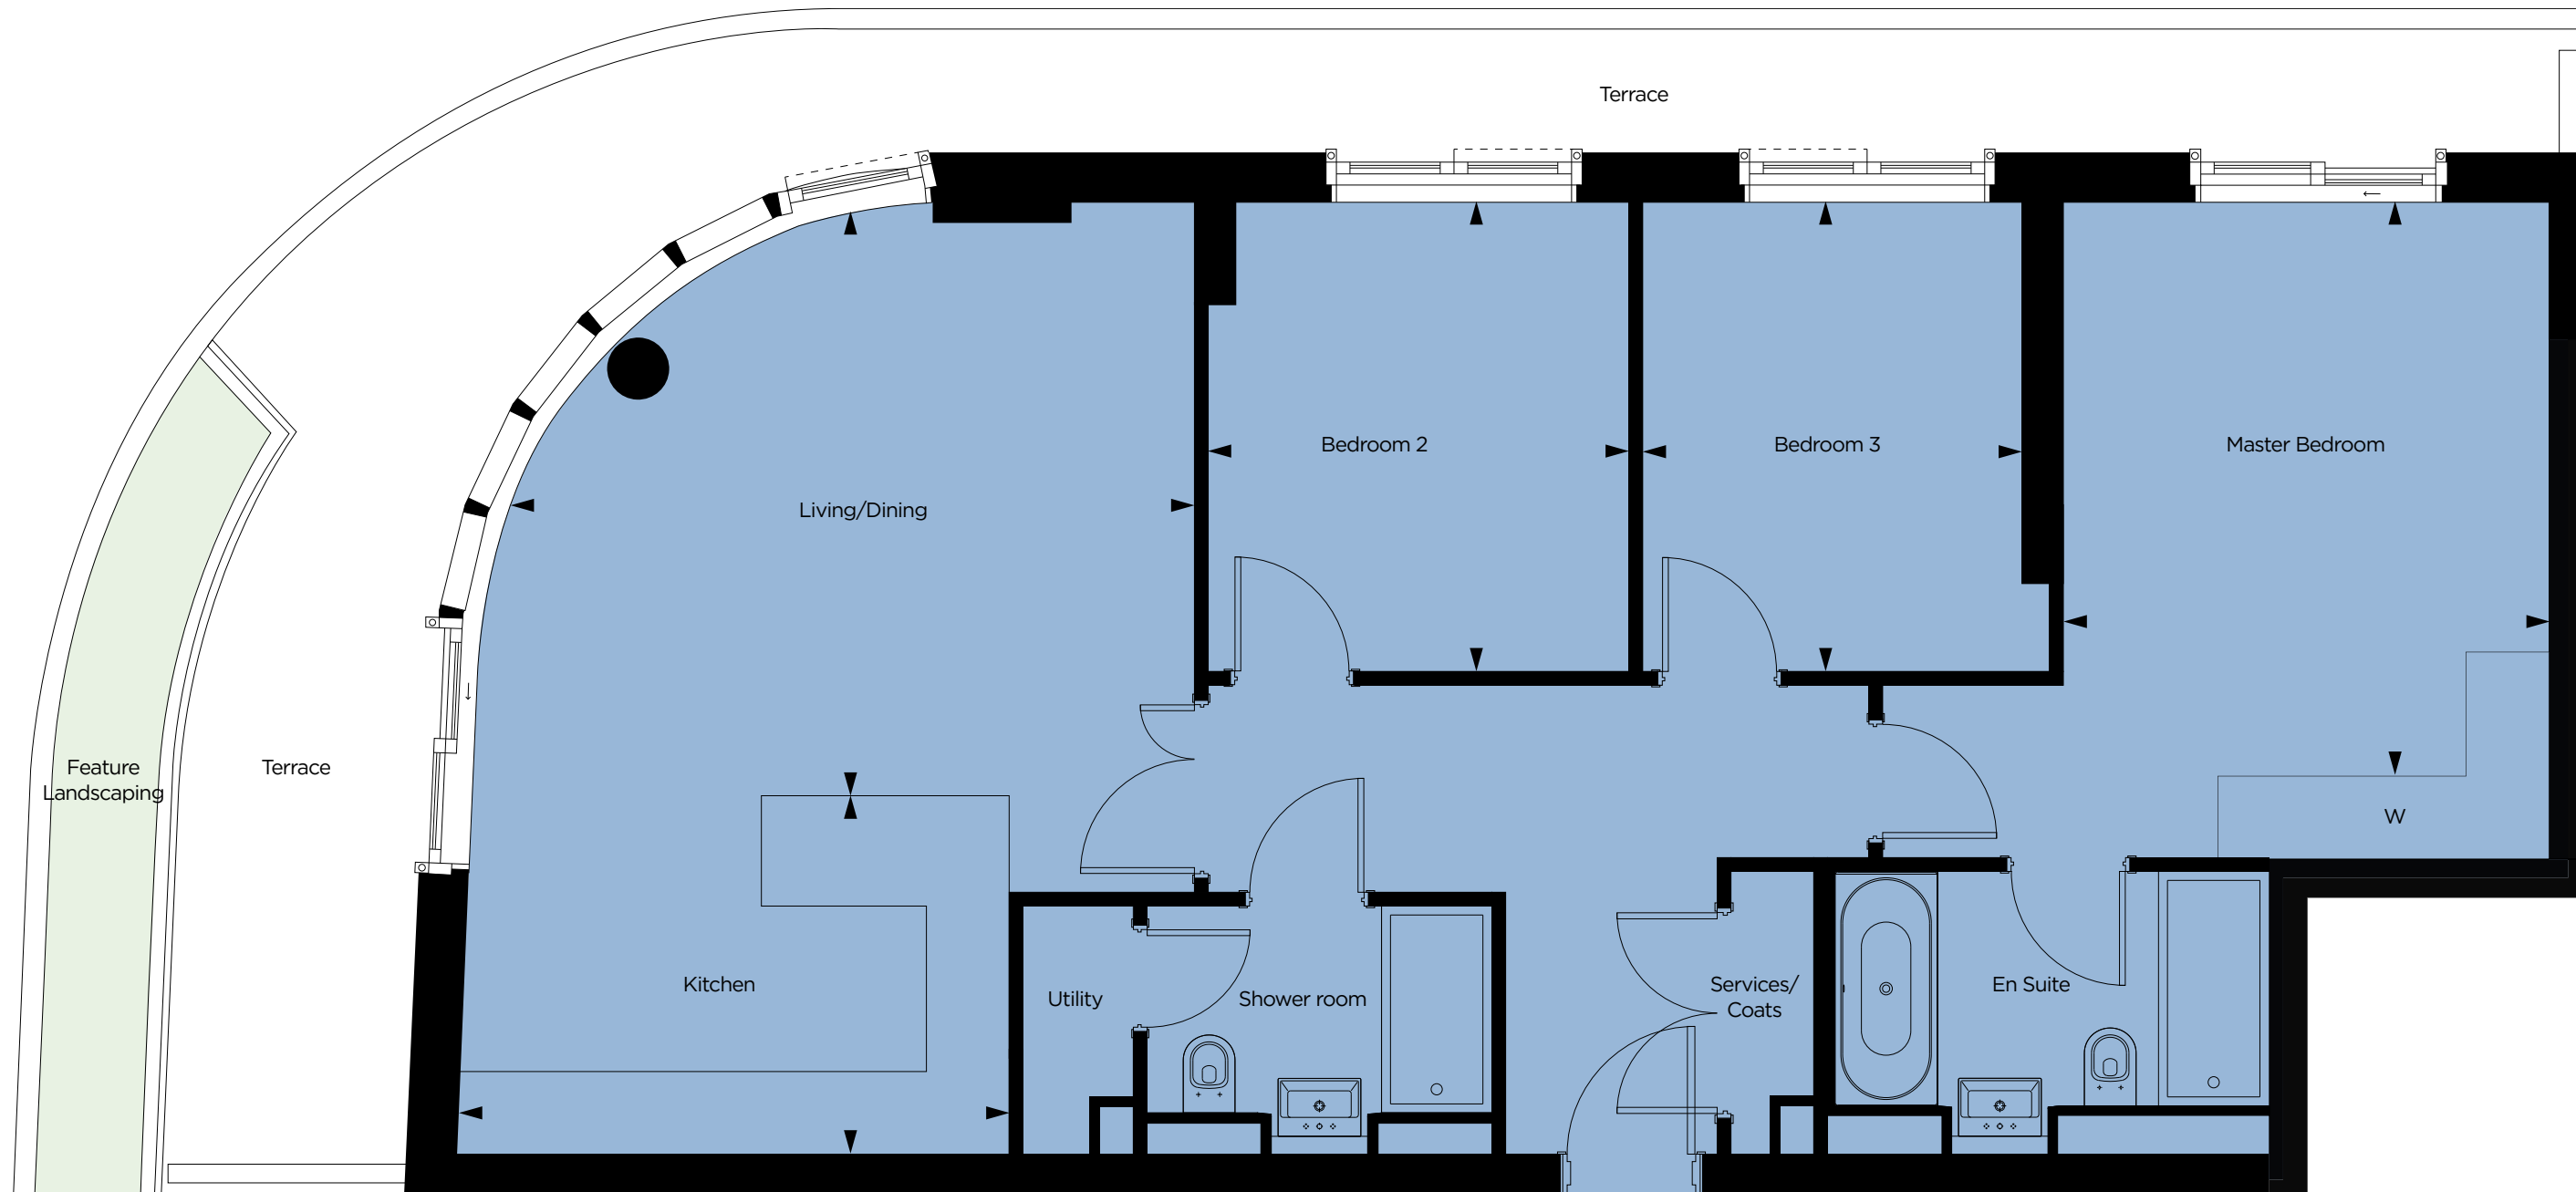 Terrace
Bedroom 2
Bedroom 3
Master Bedroom
Living/Dining
Feature
Landscaping
Terrace
W
Kitchen
Utility
Shower room
Services/
Coats
En Suite